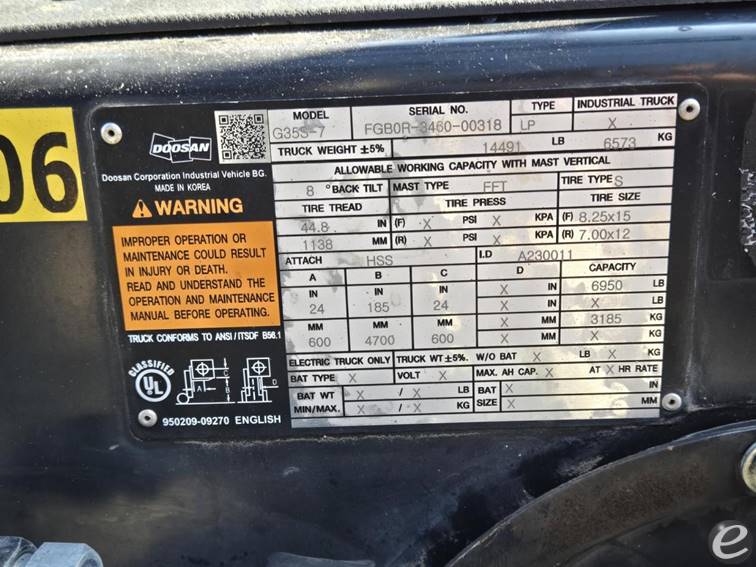 06
DOOSAN
Doosan Corporation Industrial Vehicle BG.
MADE IN KOREA
WARNING
IMPROPER OPERATION OR
MAINTENANCE COULD RESULT
IN INJURY OR DEATH.
READ AND UNDERSTAND THE
OPERATION AND MAINTENANCE
MANUAL BEFORE OPERATING.
TRUCK CONFORMS TO ANSI/ITSDF B56.1
CLASSIFIED
UL
A B C D
950209-09270 ENGLISH
MODEL SERIAL NO. TYPE INDUSTRIAL TRUCK
G35S-7 FGB0R-3460-00318 LP X
TRUCK WEIGHT ±5% 14491 LB 6573 KG
ALLOWABLE WORKING CAPACITY WITH MAST VERTICAL
8 °BACK TILT MAST TYPE FFT TIRE TYPE S
TIRE TREAD TIRE PRESS TIRE SIZE
44.8 IN (F) X PSI X KPA (F) 8.25x15
1138 MM (R) X PSI X KPA (R) 7.00x12
ATTACH HSS I.D A230011
A B C D CAPACITY
IN IN IN X IN 6950 LB
24 185 24 X IN X LB
MM MM MM X MM 3185 KG
600 4700 600 X MM X KG
ELECTRIC TRUCK ONLY TRUCK WT ±5%. W/O BAT X LB X KG
BAT TYPE X VOLT X MAX. AH CAP. X AT X HR RATE
BAT WT X / X LB BAT X IN
MIN/MAX. X / X KG SIZE X MM
e